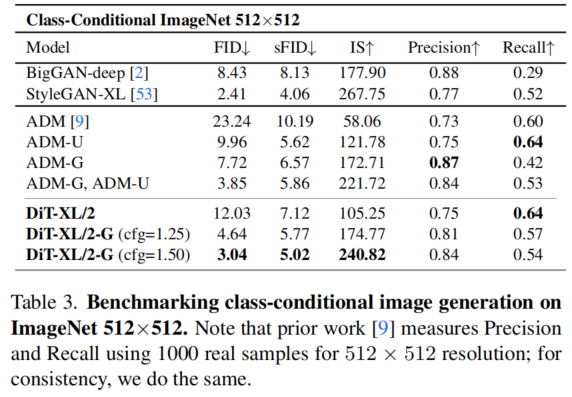 Class-Conditional ImageNet 512×512
Model FID↓ sFID↓ IS↑ Precision↑ Recall↑
BigGAN-deep [2] 8.43 8.13 177.90 0.88 0.29
StyleGAN-XL [53] 2.41 4.06 267.75 0.77 0.52
ADM [9] 23.24 10.19 58.06 0.73 0.60
ADM-U 9.96 5.62 121.78 0.75 0.64
ADM-G 7.72 6.57 172.71 0.87 0.42
ADM-G, ADM-U 3.85 5.86 221.72 0.84 0.53
DiT-XL/2 12.03 7.12 105.25 0.75 0.64
DiT-XL/2-G (cfg=1.25) 4.64 5.77 174.77 0.81 0.57
DiT-XL/2-G (cfg=1.50) 3.04 5.02 240.82 0.84 0.54
Table 3. Benchmarking class-conditional image generation on
ImageNet 512×512. Note that prior work [9] measures Precision
and Recall using 1000 real samples for 512 × 512 resolution; for
consistency, we do the same.